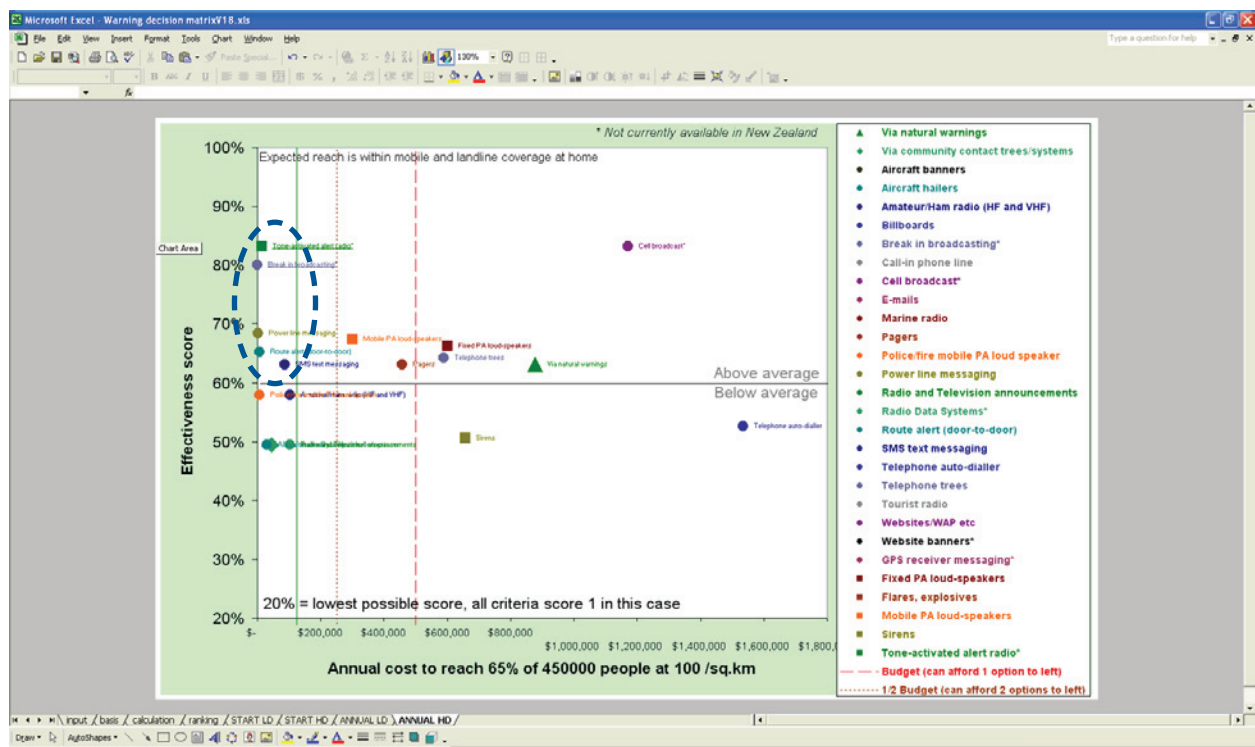 Microsoft Excel - Warning decision matrixV18.xls
File Edit View Insert Format Tools Chart Window Help
Type a question for help
Paste Special...
130%
B U
$ %
fx
* Not currently available in New Zealand
Expected reach is within mobile and landline coverage at home
Effectiveness score
100%
90%
80%
70%
60%
50%
40%
30%
20%
Chart Area
Tone-activated alert radio*
Cell broadcast*
Break in broadcasting*
Power line messaging
Mobile PA loud-speakers
Fixed PA loud-speakers
Route alert (door-to-door)
Telephone trees
SMS text messaging
Pagers
Via natural warnings
Above average
Below average
Amateur/Ham radio (HF and VHF)
Telephone auto-dialler
Sirens
20% = lowest possible score, all criteria score 1 in this case
$- $200,000 $400,000 $600,000 $800,000
$1,000,000 $1,200,000 $1,400,000 $1,600,000 $1,800,
Annual cost to reach 65% of 450000 people at 100 /sq.km
Via natural warnings
Via community contact trees/systems
Aircraft banners
Aircraft hailers
Amateur/Ham radio (HF and VHF)
Billboards
Break in broadcasting*
Call-in phone line
Cell broadcast*
E-mails
Marine radio
Pagers
Police/fire mobile PA loud speaker
Power line messaging
Radio and Television announcements
Radio Data Systems*
Route alert (door-to-door)
SMS text messaging
Telephone auto-dialler
Telephone trees
Tourist radio
Websites/WAP etc
Website banners*
GPS receiver messaging*
Fixed PA loud-speakers
Flares, explosives
Mobile PA loud-speakers
Sirens
Tone-activated alert radio*
Budget (can afford 1 option to left)
1/2 Budget (can afford 2 options to left)
input / basis / calculation / ranking / START LD / START HD / ANNUAL LD \ ANNUAL HD /
Draw AutoShapes